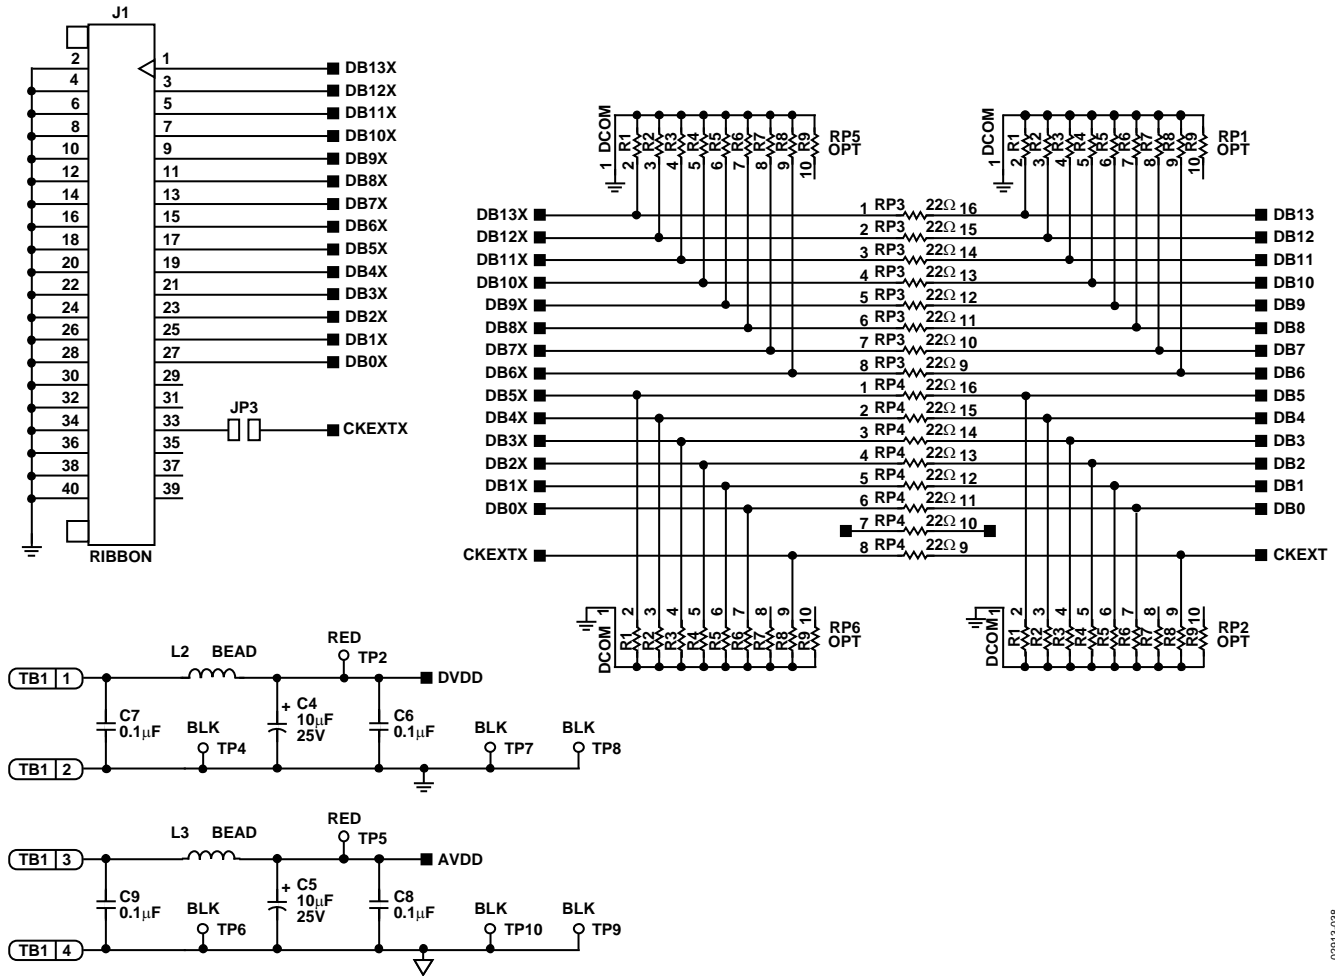 J1
2 1 DB13X
4 3 DB12X
6 5 DB11X
8 7 DB10X
10 9 DB9X
12 11 DB8X
14 13 DB7X
16 15 DB6X
18 17 DB5X
20 19 DB4X
22 21 DB3X
24 23 DB2X
26 25 DB1X
28 27 DB0X
30 29
32 31
JP3
34 33 CKEXTX
36 35
38 37
40 39
RIBBON
1 DCOM R1 R2 R3 R4 R5 R6 R7 R8 R9 RP5
OPT
2 3 4 5 6 7 8 9 10
1 DCOM R1 R2 R3 R4 R5 R6 R7 R8 R9 RP1
OPT
2 3 4 5 6 7 8 9 10
DB13X 1 RP3 22Ω 16 DB13
DB12X 2 RP3 22Ω 15 DB12
DB11X 3 RP3 22Ω 14 DB11
DB10X 4 RP3 22Ω 13 DB10
DB9X 5 RP3 22Ω 12 DB9
DB8X 6 RP3 22Ω 11 DB8
DB7X 7 RP3 22Ω 10 DB7
DB6X 8 RP3 22Ω 9 DB6
DB5X 1 RP4 22Ω 16 DB5
DB4X 2 RP4 22Ω 15 DB4
DB3X 3 RP4 22Ω 14 DB3
DB2X 4 RP4 22Ω 13 DB2
DB1X 5 RP4 22Ω 12 DB1
DB0X 6 RP4 22Ω 11 DB0
7 RP4 22Ω 10
CKEXTX 8 RP4 22Ω 9 CKEXT
1 2 3 4 5 6 7 8 9 10
DCOM R1 R2 R3 R4 R5 R6 R7 R8 R9 RP6
OPT
1 2 3 4 5 6 7 8 9 10
DCOM R1 R2 R3 R4 R5 R6 R7 R8 R9 RP2
OPT
L2 BEAD
RED
TP2
TB1 1 DVDD
C7
0.1µF
BLK
TP4
+ C4
10µF
25V
C6
0.1µF
BLK
TP7
BLK
TP8
TB1 2
L3 BEAD
RED
TP5
TB1 3 AVDD
C9
0.1µF
BLK
TP6
+ C5
10µF
25V
C8
0.1µF
BLK
TP10
BLK
TP9
TB1 4
02913-038